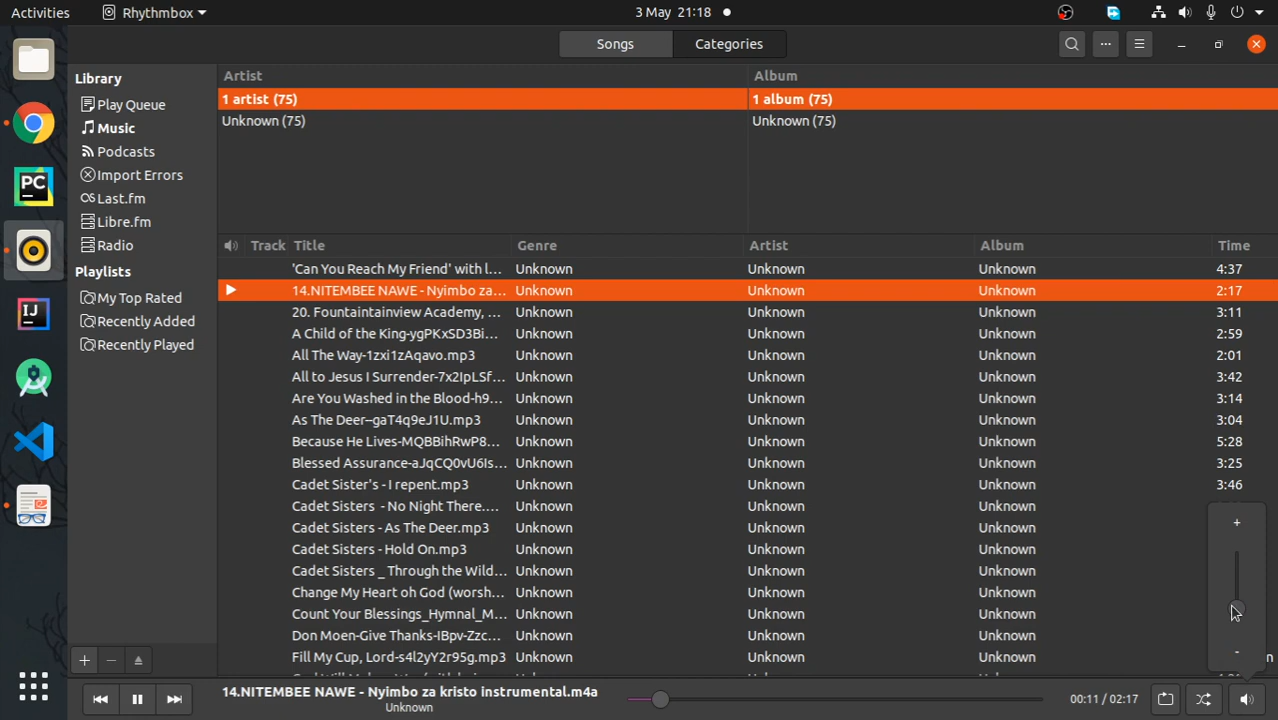 Activities Rhythmbox 3 May 21:18
Songs Categories
Library
Play Queue
Music
Podcasts
Import Errors
Last.fm
Libre.fm
Radio
Playlists
My Top Rated
Recently Added
Recently Played
Artist Album
1 artist (75) 1 album (75)
Unknown (75) Unknown (75)
Track Title Genre Artist Album Time
'Can You Reach My Friend' with l... Unknown Unknown Unknown 4:37
14.NITEMBEE NAWE - Nyimbo za... Unknown Unknown Unknown 2:17
20. Fountaintainview Academy, ... Unknown Unknown Unknown 3:11
A Child of the King-ygPKxSD3Bi... Unknown Unknown Unknown 2:59
All The Way-1zxi1zAqavo.mp3 Unknown Unknown Unknown 2:01
All to Jesus I Surrender-7x2IpLSf... Unknown Unknown Unknown 3:42
Are You Washed in the Blood-h9... Unknown Unknown Unknown 3:14
As The Deer--gaT4q9eJ1U.mp3 Unknown Unknown Unknown 3:04
Because He Lives-MQBBihRwP8... Unknown Unknown Unknown 5:28
Blessed Assurance-aJqCQ0vU6Is... Unknown Unknown Unknown 3:25
Cadet Sister's - I repent.mp3 Unknown Unknown Unknown 3:46
Cadet Sisters - No Night There.... Unknown Unknown Unknown
Cadet Sisters - As The Deer.mp3 Unknown Unknown Unknown
Cadet Sisters - Hold On.mp3 Unknown Unknown Unknown
Cadet Sisters _ Through the Wild... Unknown Unknown Unknown
Change My Heart oh God (worsh... Unknown Unknown Unknown
Count Your Blessings_Hymnal_M... Unknown Unknown Unknown
Don Moen-Give Thanks-IBpv-Zzc... Unknown Unknown Unknown
Fill My Cup, Lord-s4l2yY2r95g.mp3 Unknown Unknown Unknown
14.NITEMBEE NAWE - Nyimbo za kristo instrumental.m4a
Unknown
00:11 / 02:17
PC
IJ